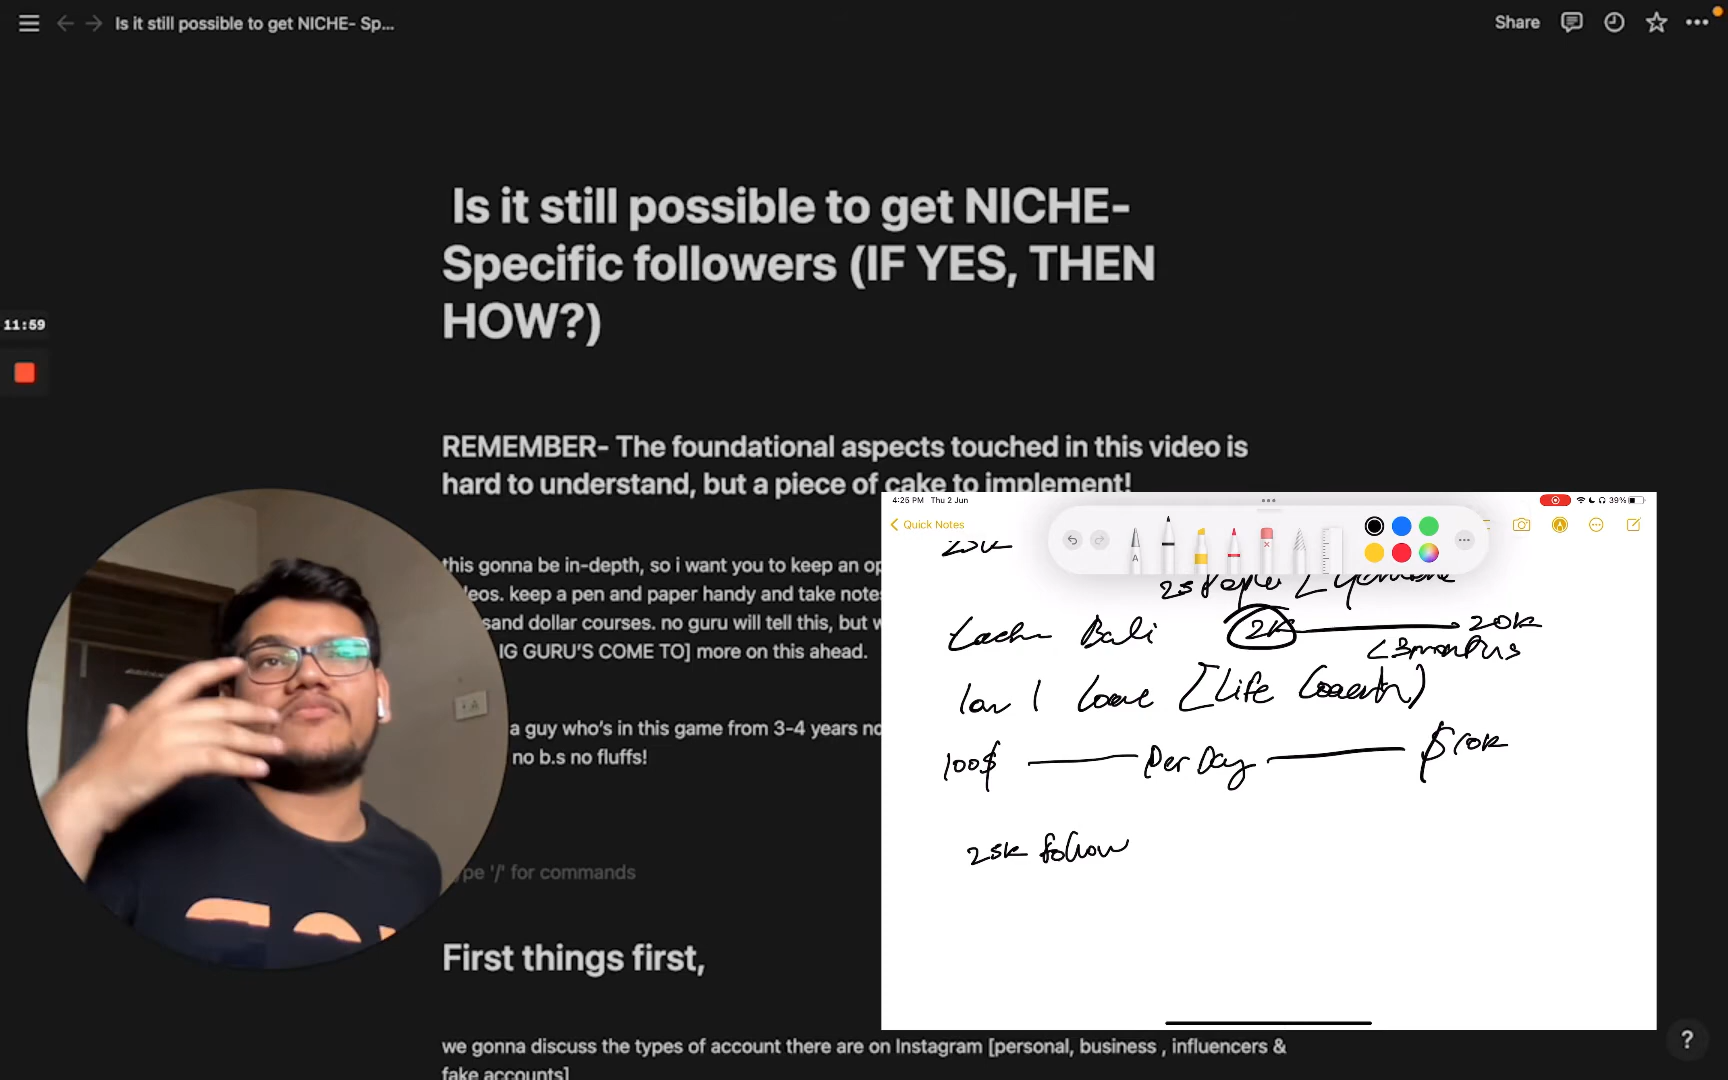 Is it still possible to get NICHE- Sp...
Share
Is it still possible to get NICHE-
Specific followers (IF YES, THEN
HOW?)
11:59
REMEMBER- The foundational aspects touched in this video is
hard to understand, but a piece of cake to implement!
this gonna be in-depth, so i want you to keep an op
eos. keep a pen and paper handy and take note
sand dollar courses. no guru will tell this, but w
IG GURU'S COME TO] more on this ahead.
a guy who's in this game from 3-4 years no
no b.s no fluffs!
pe '/' for commands
First things first,
we gonna discuss the types of account there are on Instagram [personal, business , influencers &
fake accounts]
4:25 PM Thu 2 Jun
39%
Quick Notes
A
25K
25
Bali 2K 20K
<3months
[Life
100$ Per Day $10K
25K follow
?